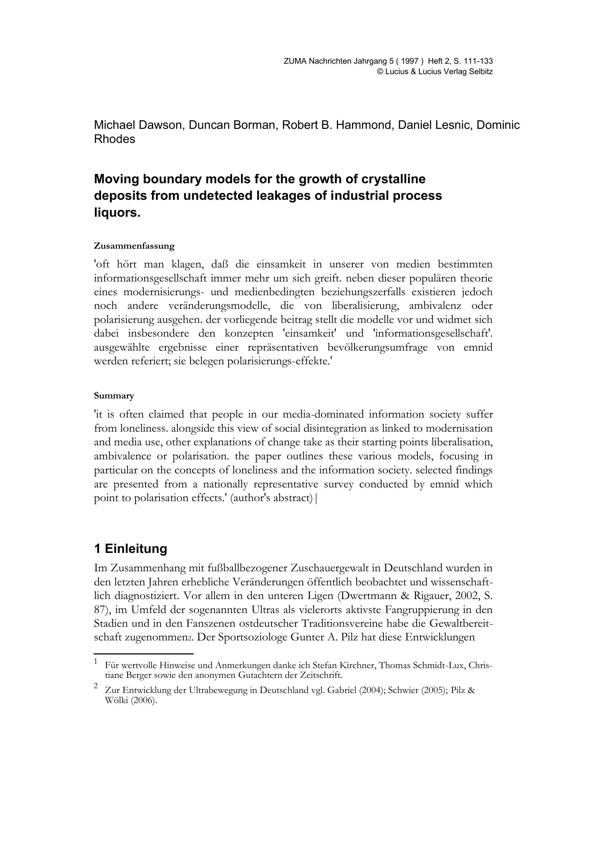 ZUMA Nachrichten Jahrgang 5 ( 1997 ) Heft 2, S. 111-133
© Lucius & Lucius Verlag Selbitz
Michael Dawson, Duncan Borman, Robert B. Hammond, Daniel Lesnic, Dominic
Rhodes
Moving boundary models for the growth of crystalline
deposits from undetected leakages of industrial process
liquors.
Zusammenfassung
'oft hört man klagen, daß die einsamkeit in unserer von medien bestimmten
informationsgesellschaft immer mehr um sich greift. neben dieser populären theorie
eines modernisierungs- und medienbedingten beziehungszerfalls existieren jedoch
noch andere veränderungsmodelle, die von liberalisierung, ambivalenz oder
polarisierung ausgehen. der vorliegende beitrag stellt die modelle vor und widmet sich
dabei insbesondere den konzepten 'einsamkeit' und 'informationsgesellschaft'.
ausgewählte ergebnisse einer repräsentativen bevölkerungsumfrage von emnid
werden referiert; sie belegen polarisierungs-effekte.'
Summary
'it is often claimed that people in our media-dominated information society suffer
from loneliness. alongside this view of social disintegration as linked to modernisation
and media use, other explanations of change take as their starting points liberalisation,
ambivalence or polarisation. the paper outlines these various models, focusing in
particular on the concepts of loneliness and the information society. selected findings
are presented from a nationally representative survey conducted by emnid which
point to polarisation effects.' (author's abstract)|
1 Einleitung
Im Zusammenhang mit fußballbezogener Zuschauergewalt in Deutschland wurden in
den letzten Jahren erhebliche Veränderungen öffentlich beobachtet und wissenschaft-
lich diagnostiziert. Vor allem in den unteren Ligen (Dwertmann & Rigauer, 2002, S.
87), im Umfeld der sogenannten Ultras als vielerorts aktivste Fangruppierung in den
Stadien und in den Fanszenen ostdeutscher Traditionsvereine habe die Gewaltbereit-
schaft zugenommen2. Der Sportsoziologe Gunter A. Pilz hat diese Entwicklungen
1 Für wertvolle Hinweise und Anmerkungen danke ich Stefan Kirchner, Thomas Schmidt-Lux, Chris-
tiane Berger sowie den anonymen Gutachtern der Zeitschrift.
2 Zur Entwicklung der Ultrabewegung in Deutschland vgl. Gabriel (2004); Schwier (2005); Pilz &
Wölki (2006).